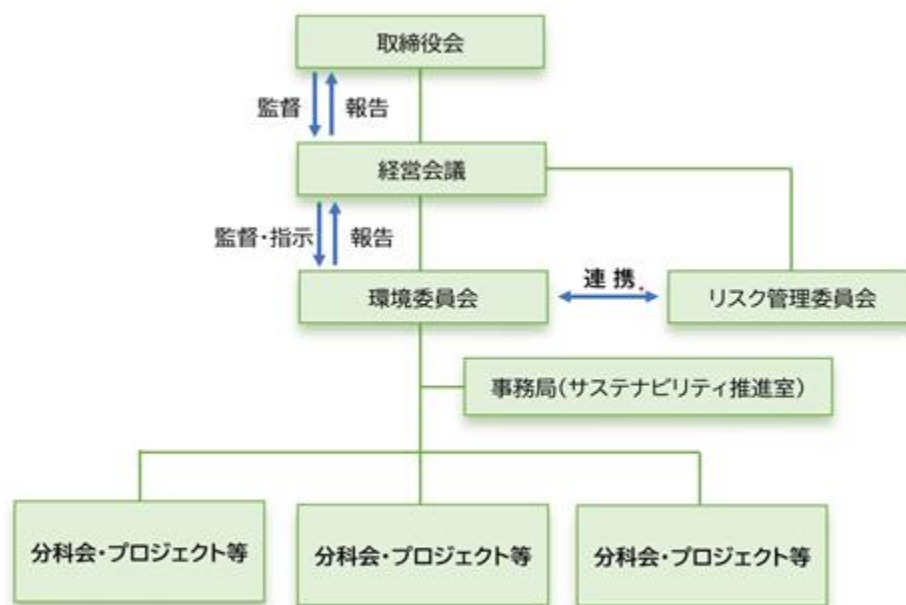 取締役会
監督
報告
経営会議
監督・指示
報告
環境委員会
連 携
リスク管理委員会
事務局(サステナビリティ推進室)
分科会・プロジェクト等
分科会・プロジェクト等
分科会・プロジェクト等